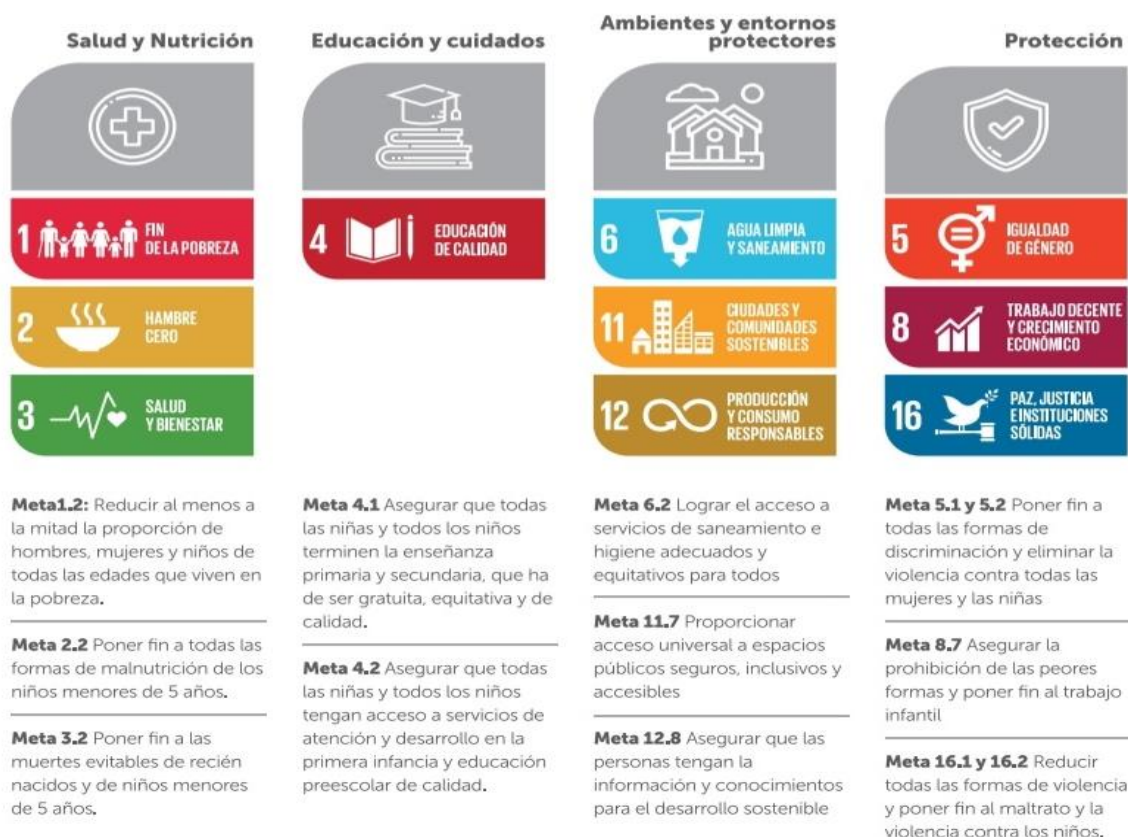 Salud y Nutrición
1
FIN
DE LA POBREZA
2
HAMBRE
CERO
3
SALUD
Y BIENESTAR
Meta1.2: Reducir al menos a
la mitad la proporción de
hombres, mujeres y niños de
todas las edades que viven en
la pobreza.
Meta 2.2 Poner fin a todas las
formas de malnutrición de los
niños menores de 5 años.
Meta 3.2 Poner fin a las
muertes evitables de recién
nacidos y de niños menores
de 5 años.
Educación y cuidados
4
EDUCACIÓN
DE CALIDAD
Meta 4.1 Asegurar que todas
las niñas y todos los niños
terminen la enseñanza
primaria y secundaria, que ha
de ser gratuita, equitativa y de
calidad.
Meta 4.2 Asegurar que todas
las niñas y todos los niños
tengan acceso a servicios de
atención y desarrollo en la
primera infancia y educación
preescolar de calidad.
Ambientes y entornos
protectores
6
AGUA LIMPIA
Y SANEAMIENTO
11
CIUDADES Y
COMUNIDADES
SOSTENIBLES
12
PRODUCCIÓN
Y CONSUMO
RESPONSABLES
Meta 6.2 Lograr el acceso a
servicios de saneamiento e
higiene adecuados y
equitativos para todos
Meta 11.7 Proporcionar
acceso universal a espacios
públicos seguros, inclusivos y
accesibles
Meta 12.8 Asegurar que las
personas tengan la
información y conocimientos
para el desarrollo sostenible
Protección
5
IGUALDAD
DE GÉNERO
8
TRABAJO DECENTE
Y CRECIMIENTO
ECONÓMICO
16
PAZ, JUSTICIA
E INSTITUCIONES
SÓLIDAS
Meta 5.1 y 5.2 Poner fin a
todas las formas de
discriminación y eliminar la
violencia contra todas las
mujeres y las niñas
Meta 8.7 Asegurar la
prohibición de las peores
formas y poner fin al trabajo
infantil
Meta 16.1 y 16.2 Reducir
todas las formas de violencia
y poner fin al maltrato y la
violencia contra los niños.